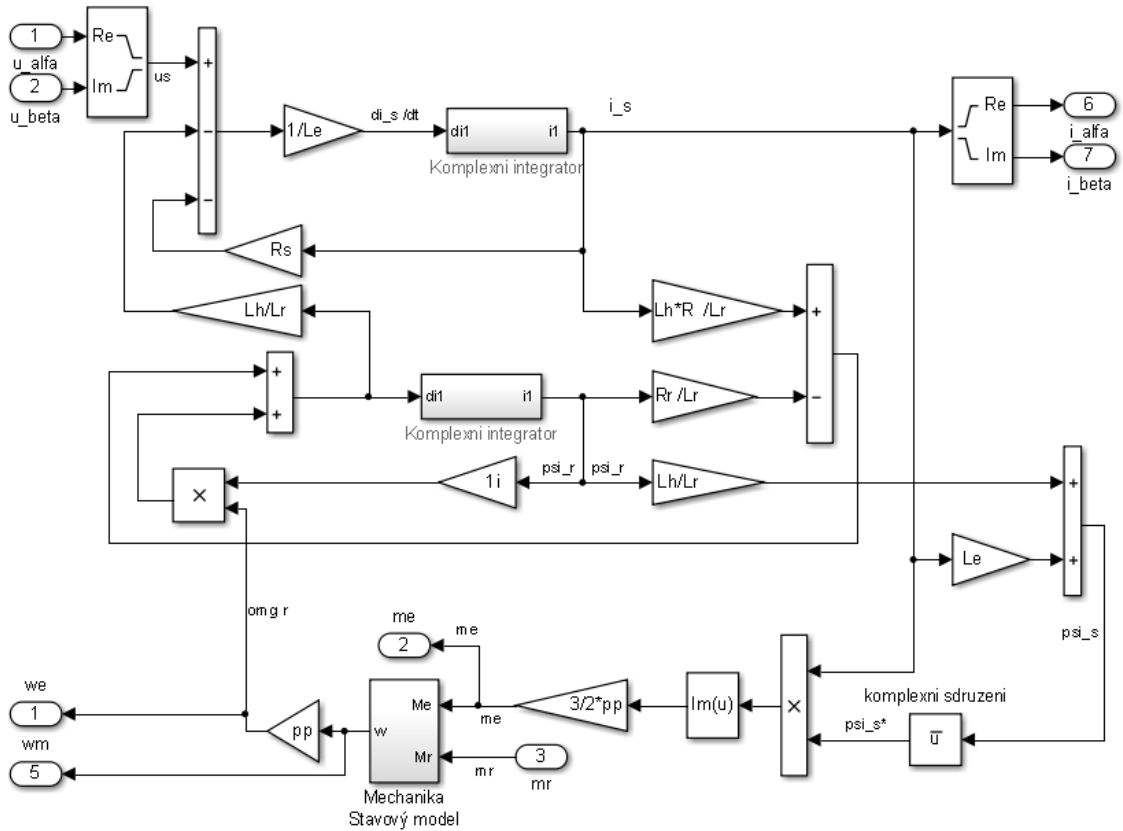 1
u_alfa
2
u_beta
Re
Im
us
+
−
−
1/Le
di_s /dt
di1
i1
Komplexni integrator
i_s
Re
Im
6
i_alfa
7
i_beta
Rs
Lh/Lr
Lh*R /Lr
+
−
+
+
di1
i1
Komplexni integrator
Rr /Lr
×
1i
psi_r
psi_r
Lh/Lr
+
+
Le
psi_s
omg r
me
2
me
we
1
wm
5
pp
w
Me
Mr
Mechanika
Stavový model
me
mr
3
mr
3/2*pp
Im(u)
×
komplexni sdruzeni
psi_s*
u̅